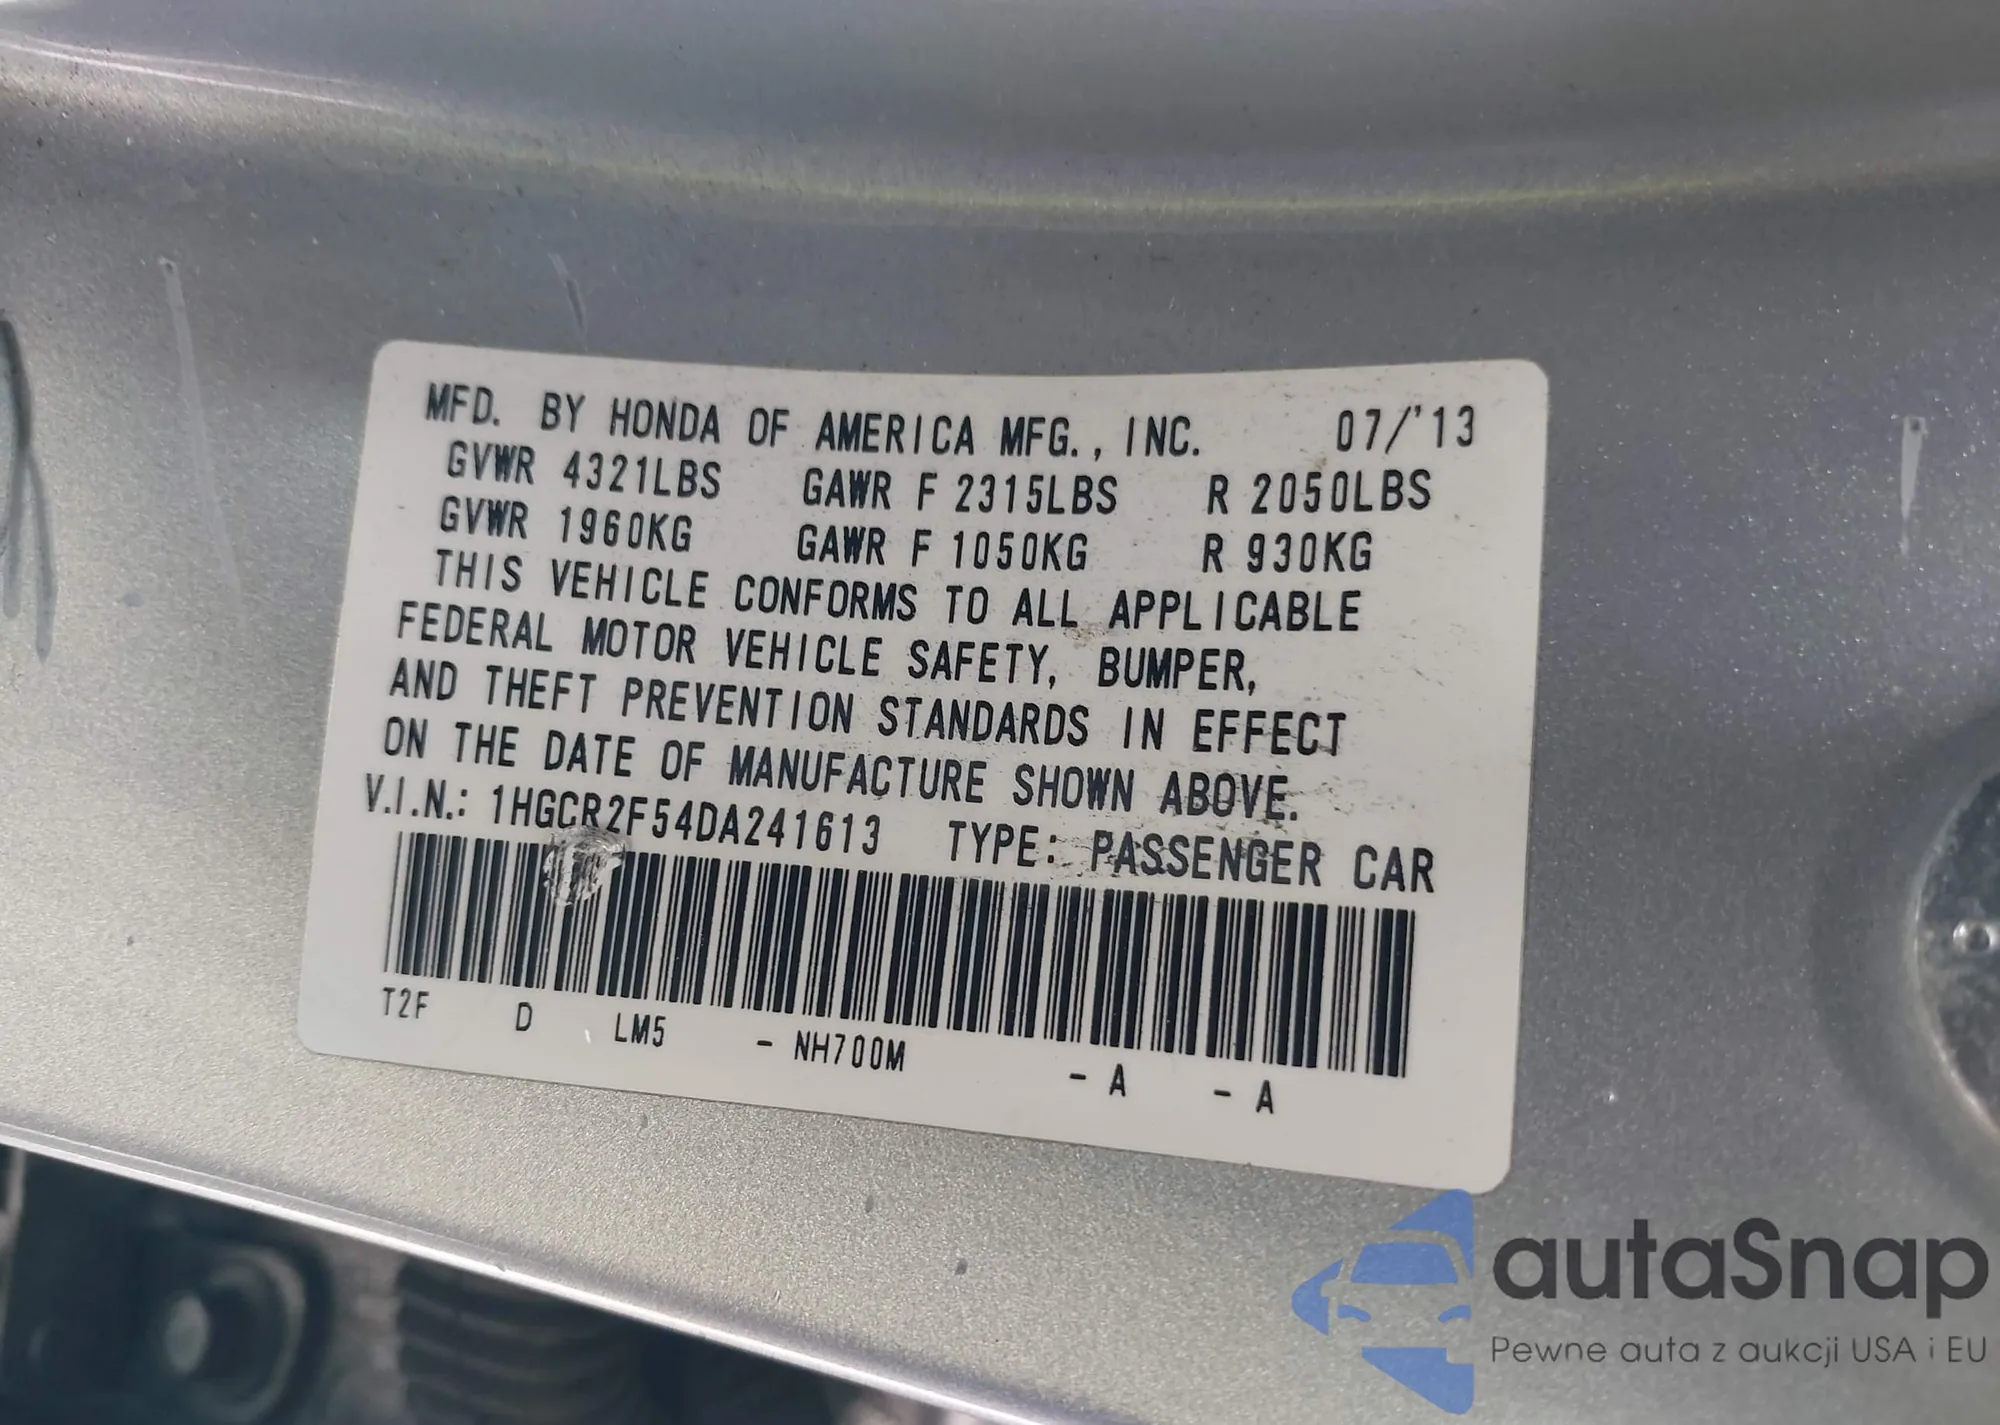 MFD. BY HONDA OF AMERICA MFG., INC. 07/'13
GVWR 4321LBS GAWR F 2315LBS R 2050LBS
GVWR 1960KG GAWR F 1050KG R 930KG
THIS VEHICLE CONFORMS TO ALL APPLICABLE
FEDERAL MOTOR VEHICLE SAFETY, BUMPER,
AND THEFT PREVENTION STANDARDS IN EFFECT
ON THE DATE OF MANUFACTURE SHOWN ABOVE.
V.I.N.: 1HGCR2F54DA241613 TYPE: PASSENGER CAR
T2F D LM5 - NH700M - A - A
autaSnap
Pewne auta z aukcji USA i EU